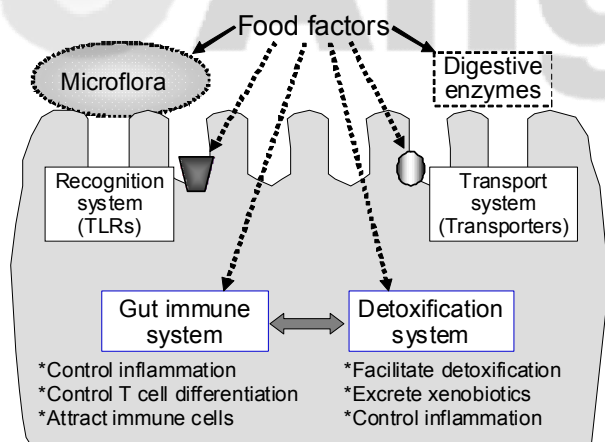 Food factors
Microflora
Digestive
enzymes
Recognition
system
(TLRs)
Transport
system
(Transporters)
Gut immune
system
Detoxification
system
*Control inflammation
*Control T cell differentiation
*Attract immune cells
*Facilitate detoxification
*Excrete xenobiotics
*Control inflammation